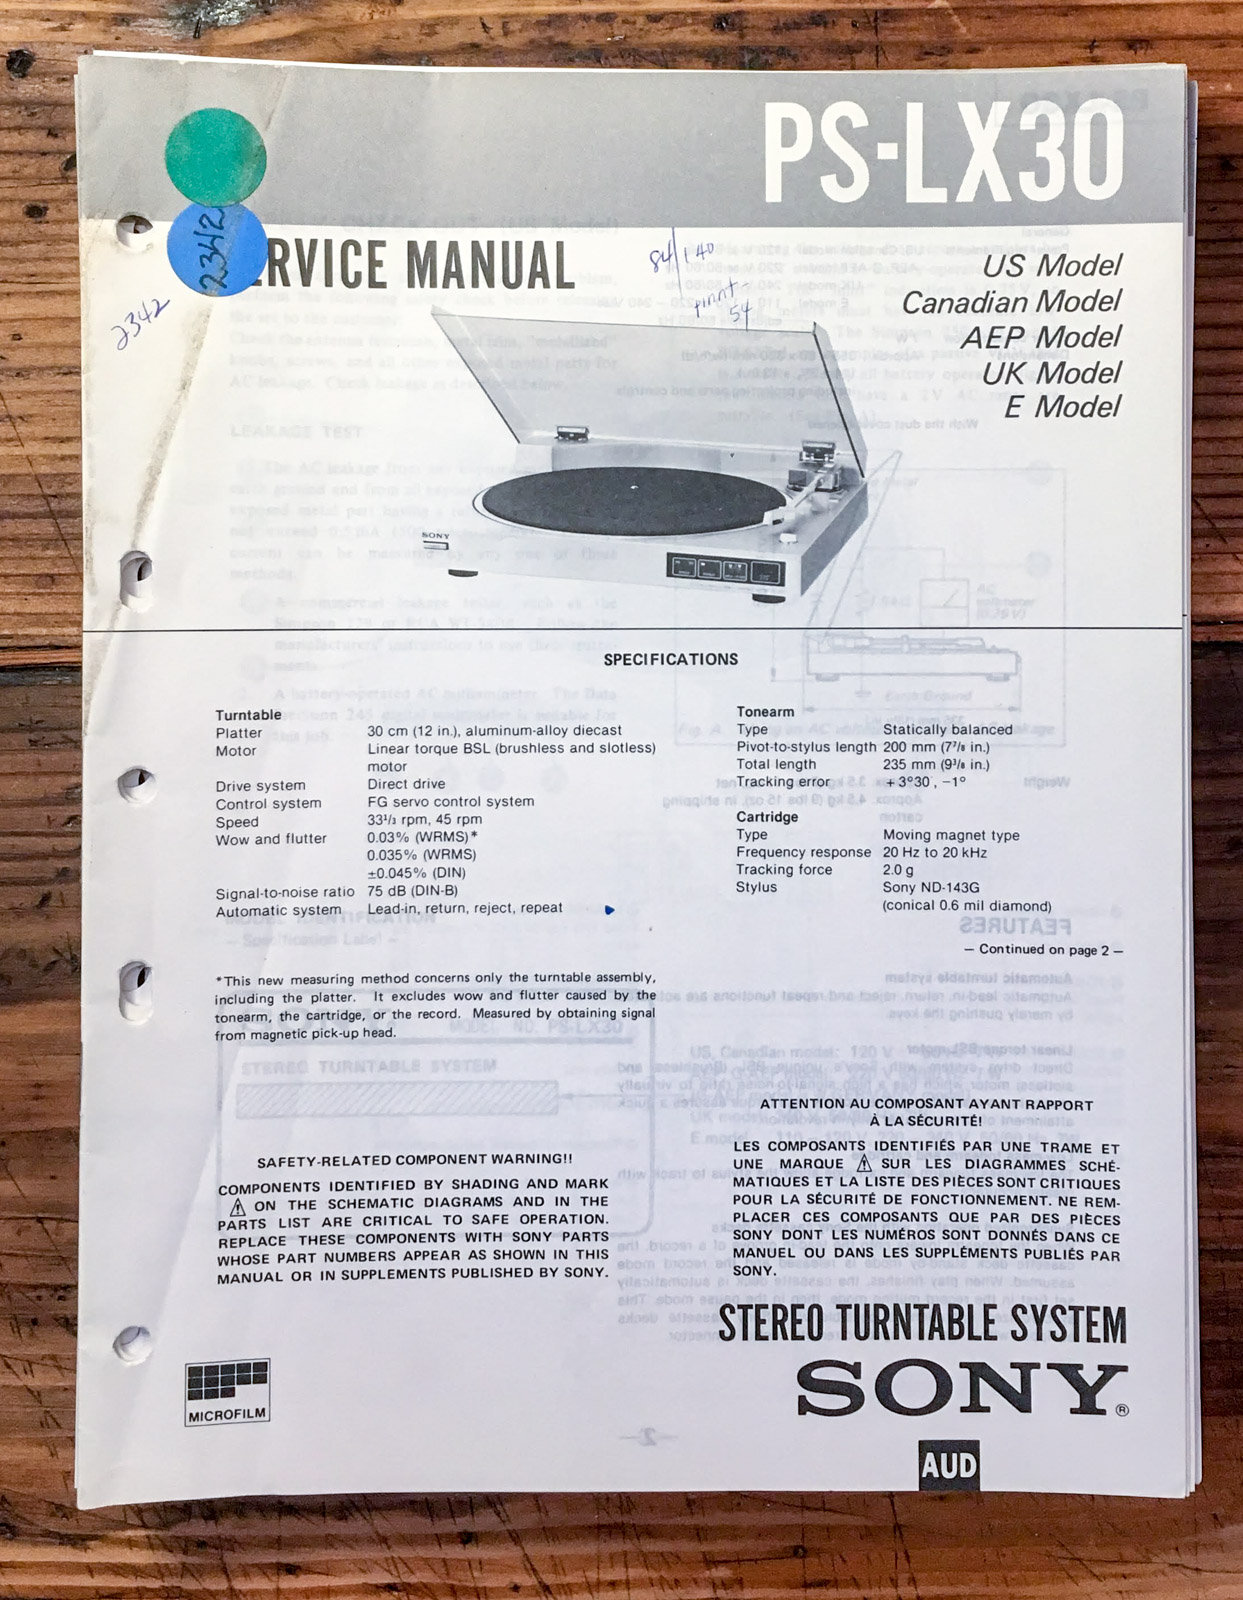 PS-LX30
2342
2342
SERVICE MANUAL
84/140
print-
54
US Model
Canadian Model
AEP Model
UK Model
E Model
SONY
SPECIFICATIONS
Turntable
Platter 30 cm (12 in.), aluminum-alloy diecast
Motor Linear torque BSL (brushless and slotless)
motor
Drive system Direct drive
Control system FG servo control system
Speed 33¹/₃ rpm, 45 rpm
Wow and flutter 0.03% (WRMS)*
0.035% (WRMS)
±0.045% (DIN)
Signal-to-noise ratio 75 dB (DIN-B)
Automatic system Lead-in, return, reject, repeat
*This new measuring method concerns only the turntable assembly,
including the platter. It excludes wow and flutter caused by the
tonearm, the cartridge, or the record. Measured by obtaining signal
from magnetic pick-up head.
Tonearm
Type Statically balanced
Pivot-to-stylus length 200 mm (7⁷/₈ in.)
Total length 235 mm (9³/₈ in.)
Tracking error +3°30, −1°
Cartridge
Type Moving magnet type
Frequency response 20 Hz to 20 kHz
Tracking force 2.0 g
Stylus Sony ND-143G
(conical 0.6 mil diamond)
— Continued on page 2 —
SAFETY-RELATED COMPONENT WARNING!!
COMPONENTS IDENTIFIED BY SHADING AND MARK
⚠ ON THE SCHEMATIC DIAGRAMS AND IN THE
PARTS LIST ARE CRITICAL TO SAFE OPERATION.
REPLACE THESE COMPONENTS WITH SONY PARTS
WHOSE PART NUMBERS APPEAR AS SHOWN IN THIS
MANUAL OR IN SUPPLEMENTS PUBLISHED BY SONY.
ATTENTION AU COMPOSANT AYANT RAPPORT
À LA SÉCURITÉ!
LES COMPOSANTS IDENTIFIÉS PAR UNE TRAME ET
UNE MARQUE ⚠ SUR LES DIAGRAMMES SCHÉ-
MATIQUES ET LA LISTE DES PIÈCES SONT CRITIQUES
POUR LA SÉCURITÉ DE FONCTIONNEMENT. NE REM-
PLACER CES COMPOSANTS QUE PAR DES PIÈCES
SONY DONT LES NUMÉROS SONT DONNÉS DANS CE
MANUEL OU DANS LES SUPPLÉMENTS PUBLIÉS PAR
SONY.
STEREO TURNTABLE SYSTEM
SONY®
MICROFILM
AUD